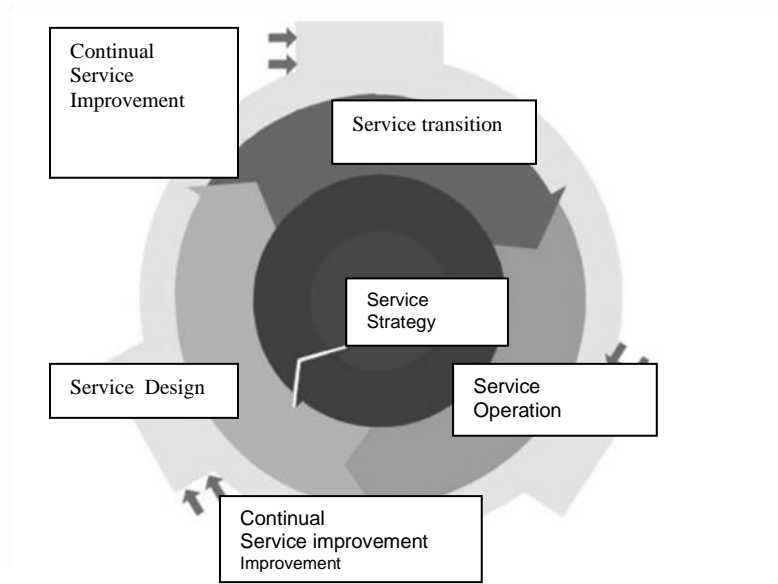 Continual
Service
Improvement
Service transition
Service
Strategy
Service Design
Service
Operation
Continual
Service improvement
Improvement